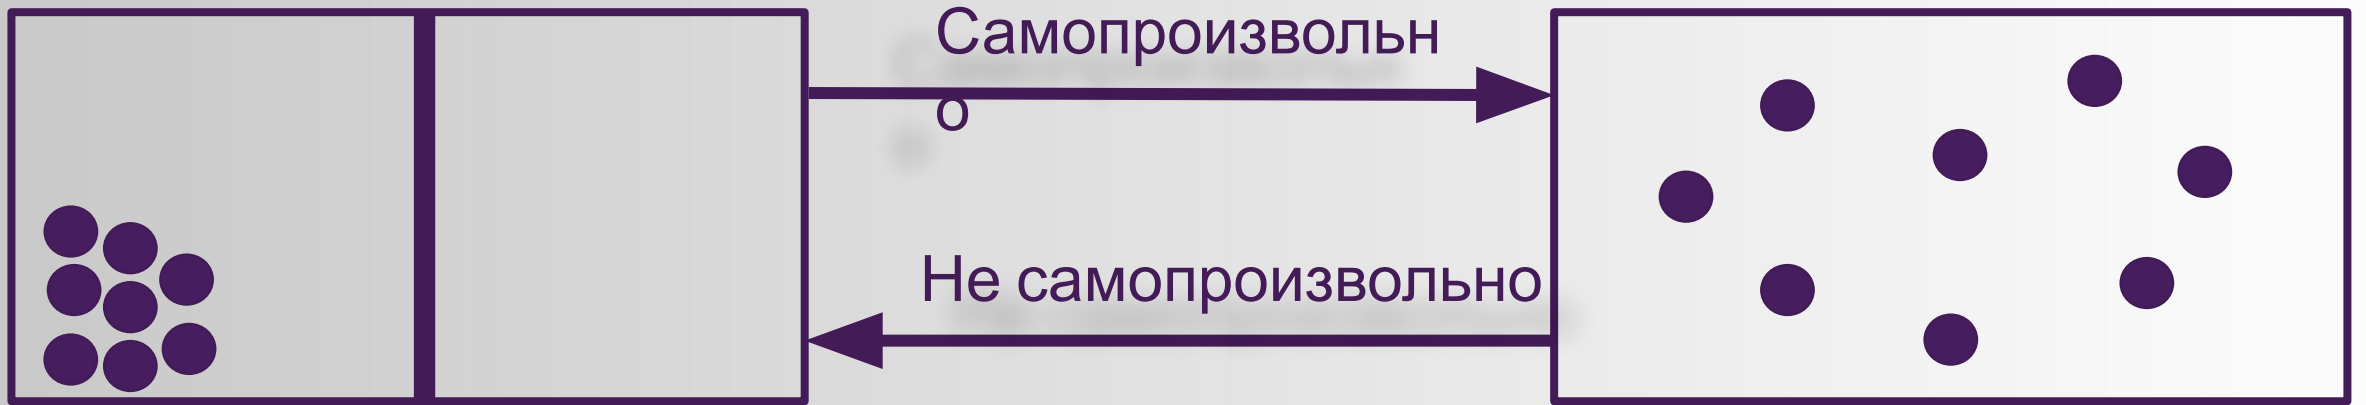 Самопроизвольн
о
Не самопроизвольно